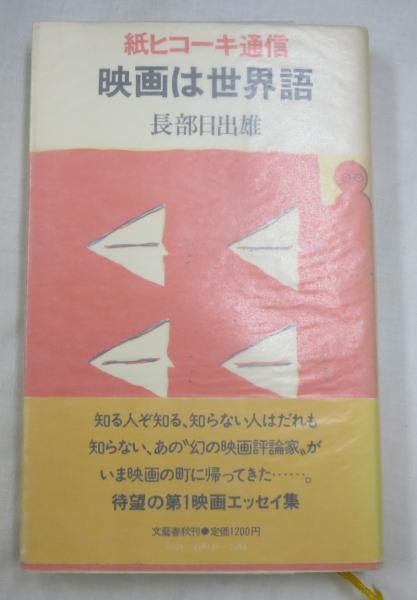 紙ヒコーキ通信
映画は世界語
長部日出雄
知る人ぞ知る、知らない人はだれも
知らない、あの〝幻の映画評論家〟が
いま映画の町に帰ってきた……。
待望の第1映画エッセイ集
文藝春秋刊●定価1200円